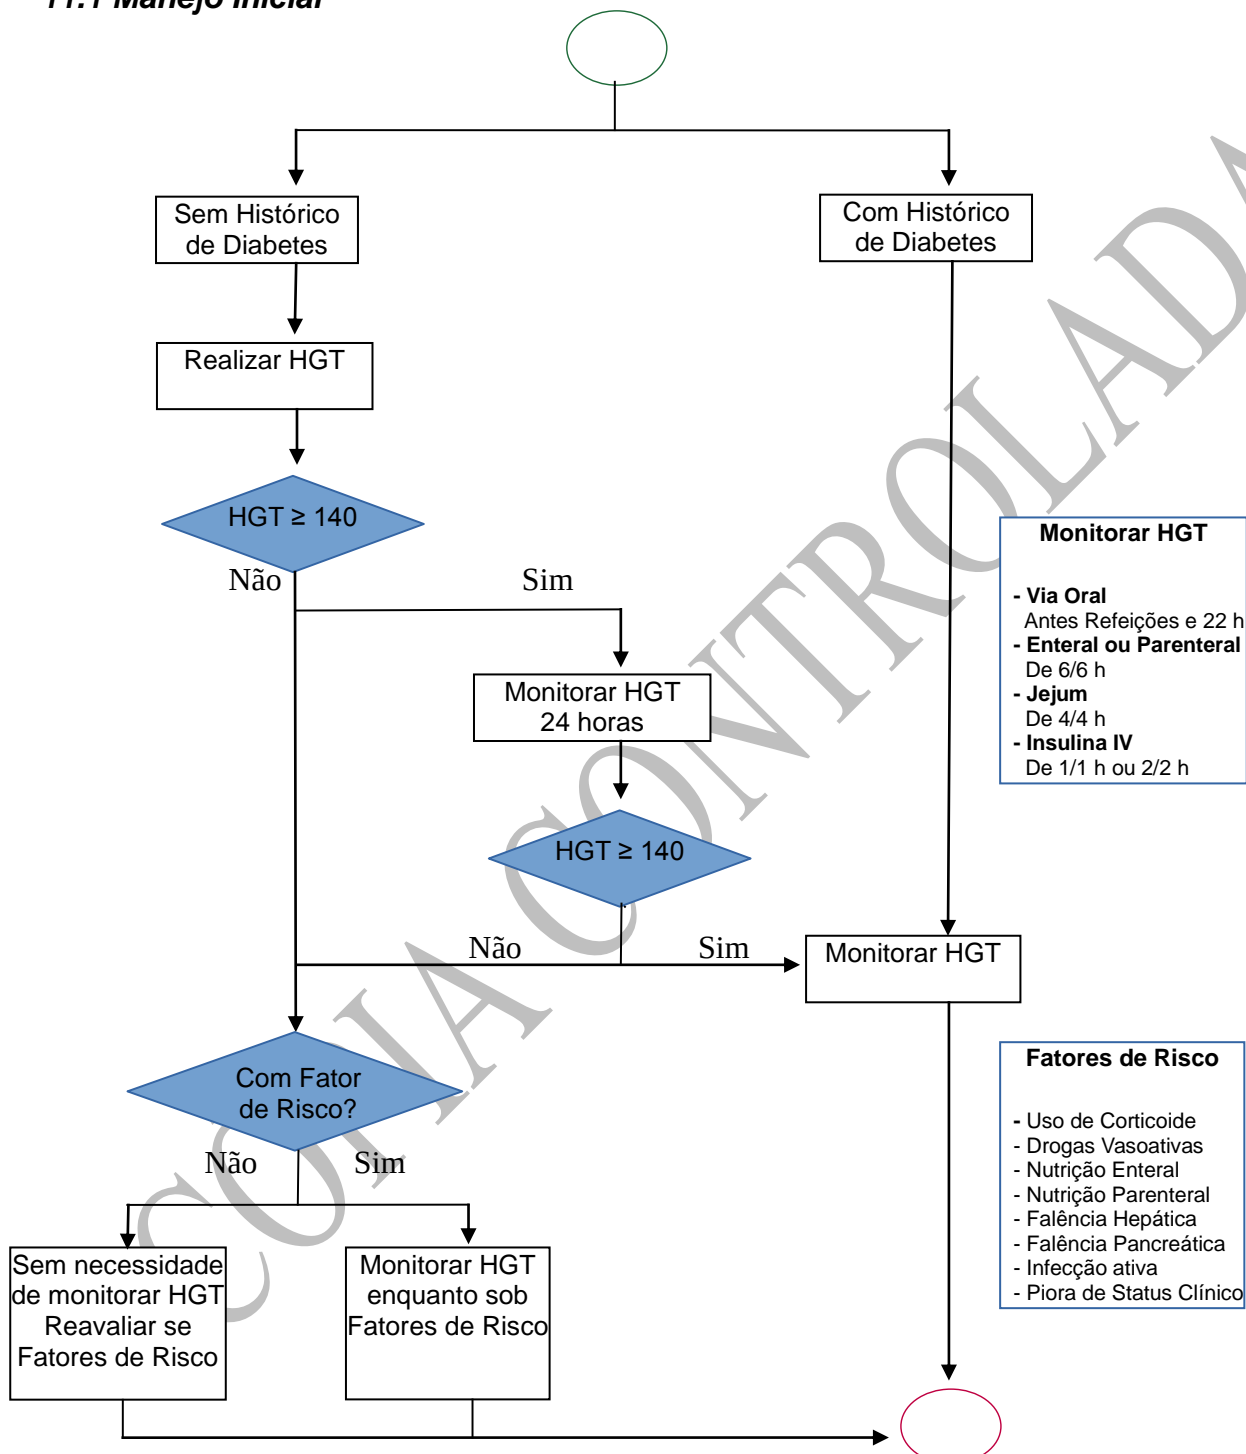 11.1 Manejo Inicial
Sem Histórico
de Diabetes
Com Histórico
de Diabetes
Realizar HGT
HGT ≥ 140
Não
Sim
Monitorar HGT
24 horas
HGT ≥ 140
Não
Sim
Monitorar HGT
Monitorar HGT
- Via Oral
Antes Refeições e 22 h
- Enteral ou Parenteral
De 6/6 h
- Jejum
De 4/4 h
- Insulina IV
De 1/1 h ou 2/2 h
Com Fator
de Risco?
Não
Sim
Sem necessidade
de monitorar HGT
Reavaliar se
Fatores de Risco
Monitorar HGT
enquanto sob
Fatores de Risco
Fatores de Risco
- Uso de Corticoide
- Drogas Vasoativas
- Nutrição Enteral
- Nutrição Parenteral
- Falência Hepática
- Falência Pancreática
- Infecção ativa
- Piora de Status Clínico
COPIA CONTROLADA